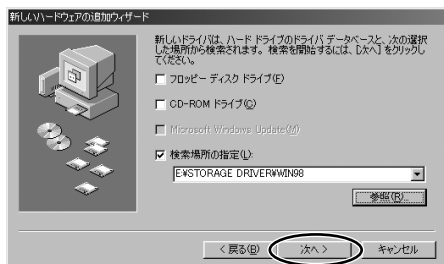 新しいハードウェアの追加ウィザード
新しいドライバは、ハード ドライブのドライバ データベースと、次の選択
した場所から検索されます。検索を開始するには、[次へ] をクリックし
てください。
フロッピー ディスク ドライブ(F)
CD-ROM ドライブ(C)
Microsoft Windows Update(M)
検索場所の指定(L):
E:¥STORAGE DRIVER¥WIN98
参照(R)...
< 戻る(B)
次へ >
キャンセル